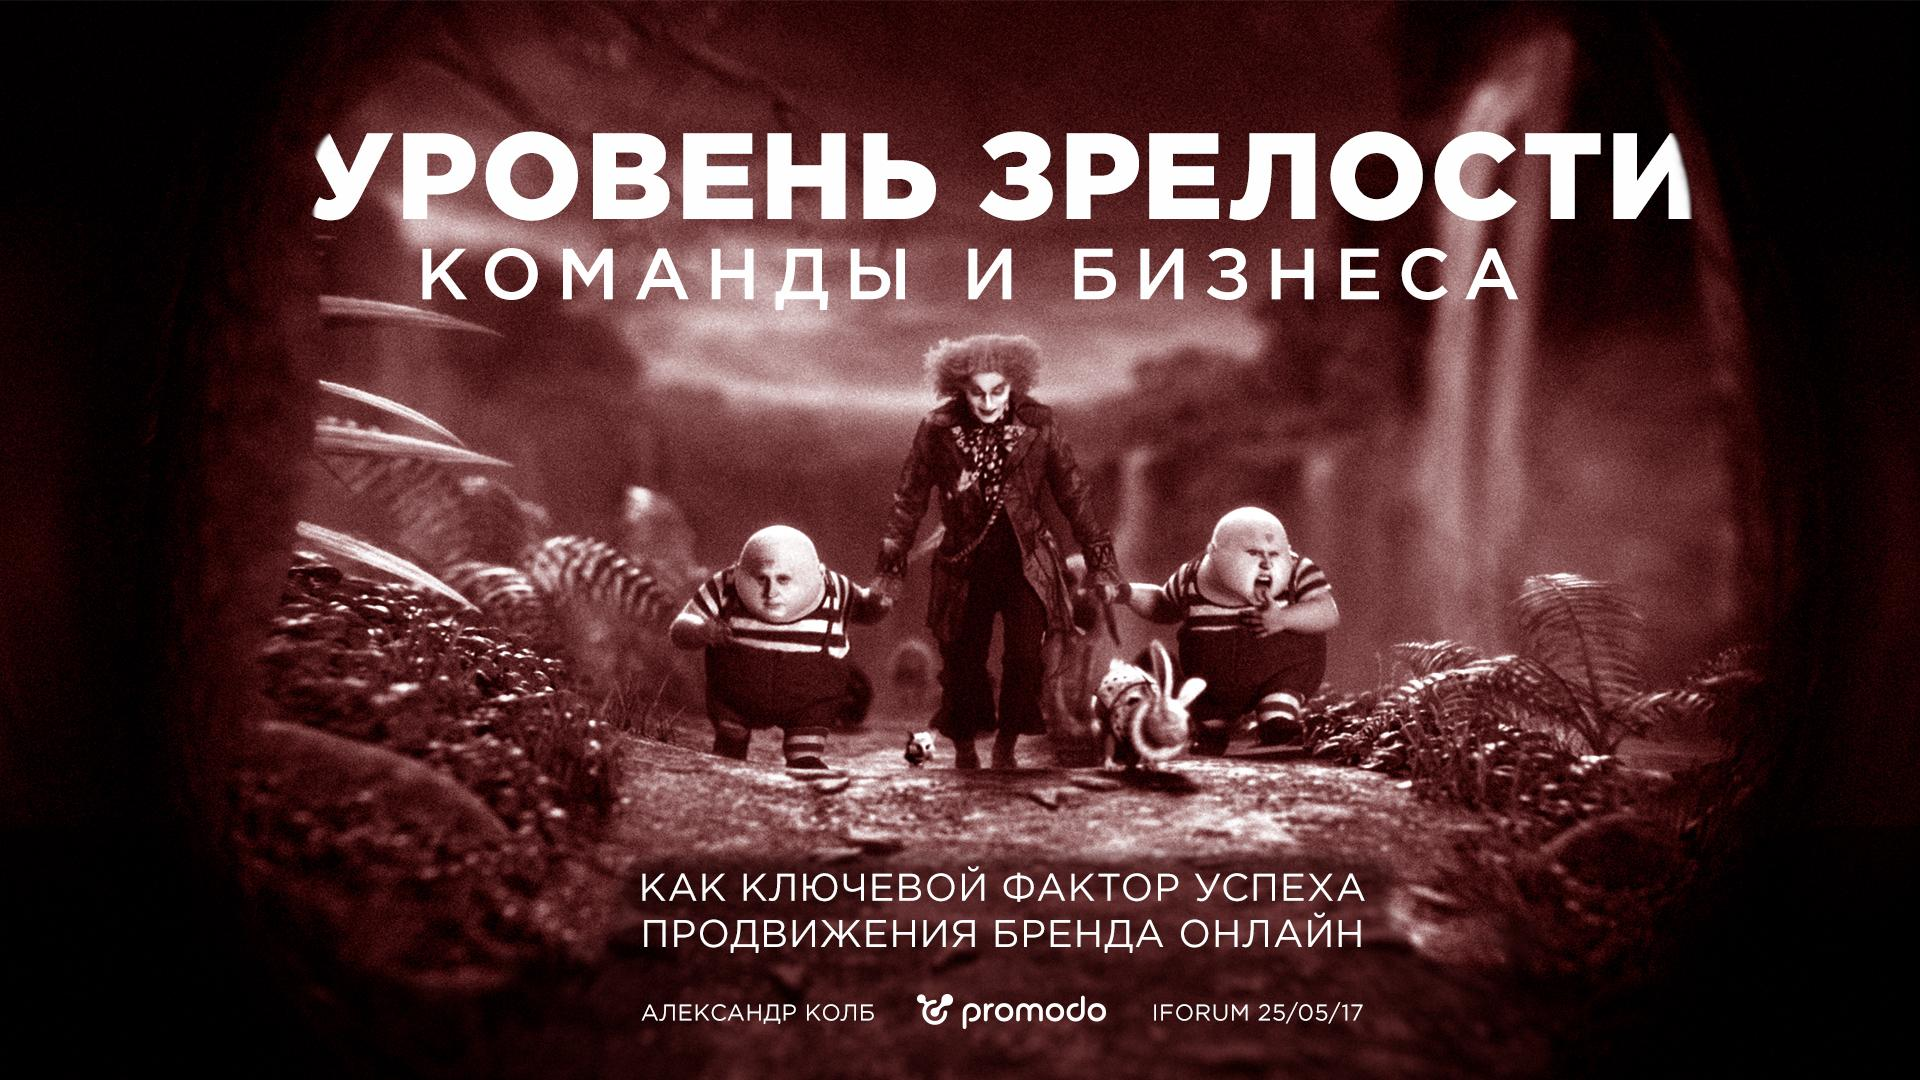 УРОВЕНЬ ЗРЕЛОСТИ
КОМАНДЫ И БИЗНЕСА
КАК КЛЮЧЕВОЙ ФАКТОР УСПЕХА
ПРОДВИЖЕНИЯ БРЕНДА ОНЛАЙН
АЛЕКСАНДР КОЛБ promodo IFORUM 25/05/17